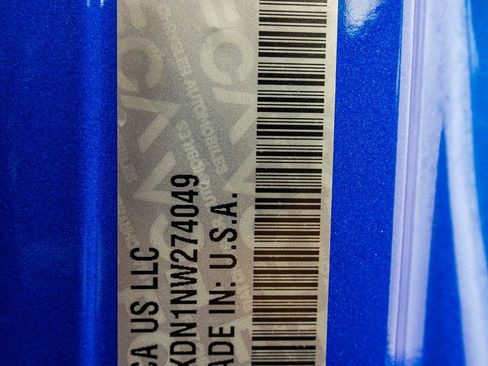 CA US LLC
XDN1NW274049
ADE IN: U.S.A.